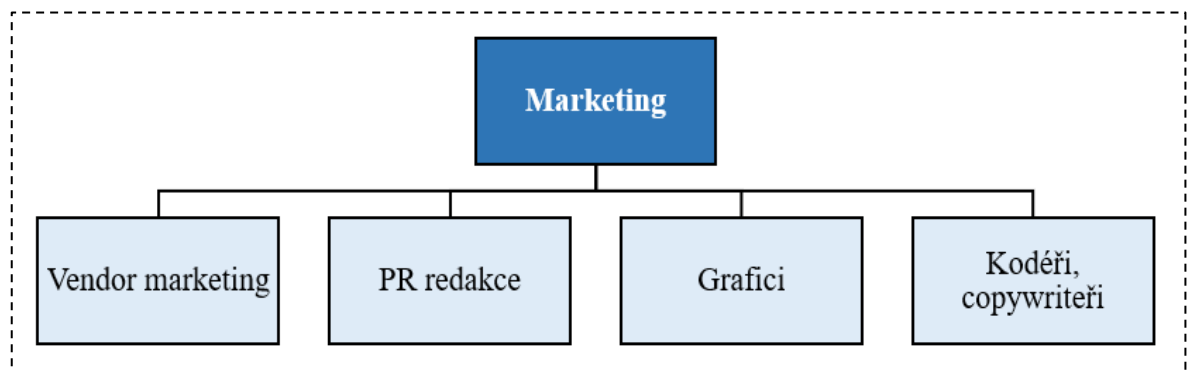 Marketing
Vendor marketing
PR redakce
Grafici
Kodéři,
copywriteři